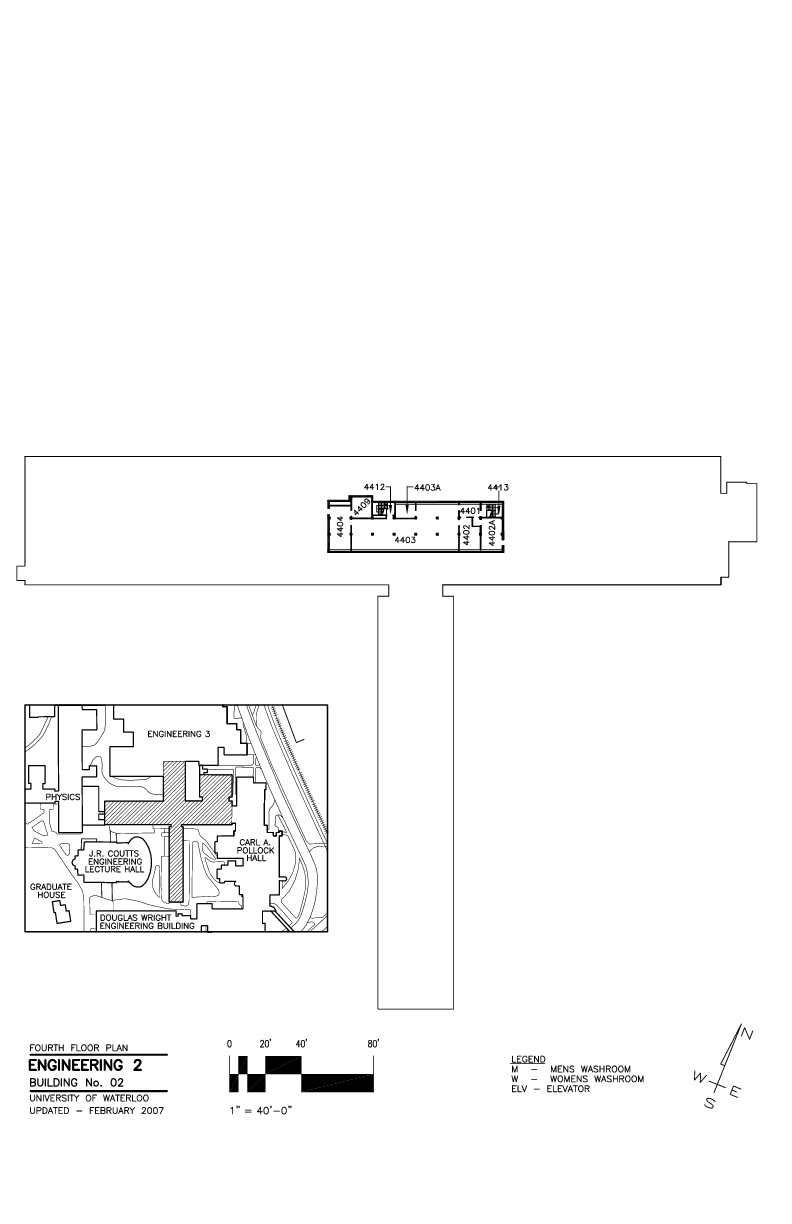 4412
4403A
4413
4409
4404
4403
4401
4402
4402A
ENGINEERING 3
PHYSICS
J.R. COUTTS
ENGINEERING
LECTURE HALL
CARL A.
POLLOCK
HALL
GRADUATE
HOUSE
DOUGLAS WRIGHT
ENGINEERING BUILDING
FOURTH FLOOR PLAN
ENGINEERING 2
BUILDING No. 02
UNIVERSITY OF WATERLOO
UPDATED – FEBRUARY 2007
0 20' 40' 80'
1" = 40'-0"
LEGEND
M – MENS WASHROOM
W – WOMENS WASHROOM
ELV – ELEVATOR
N
W
E
S